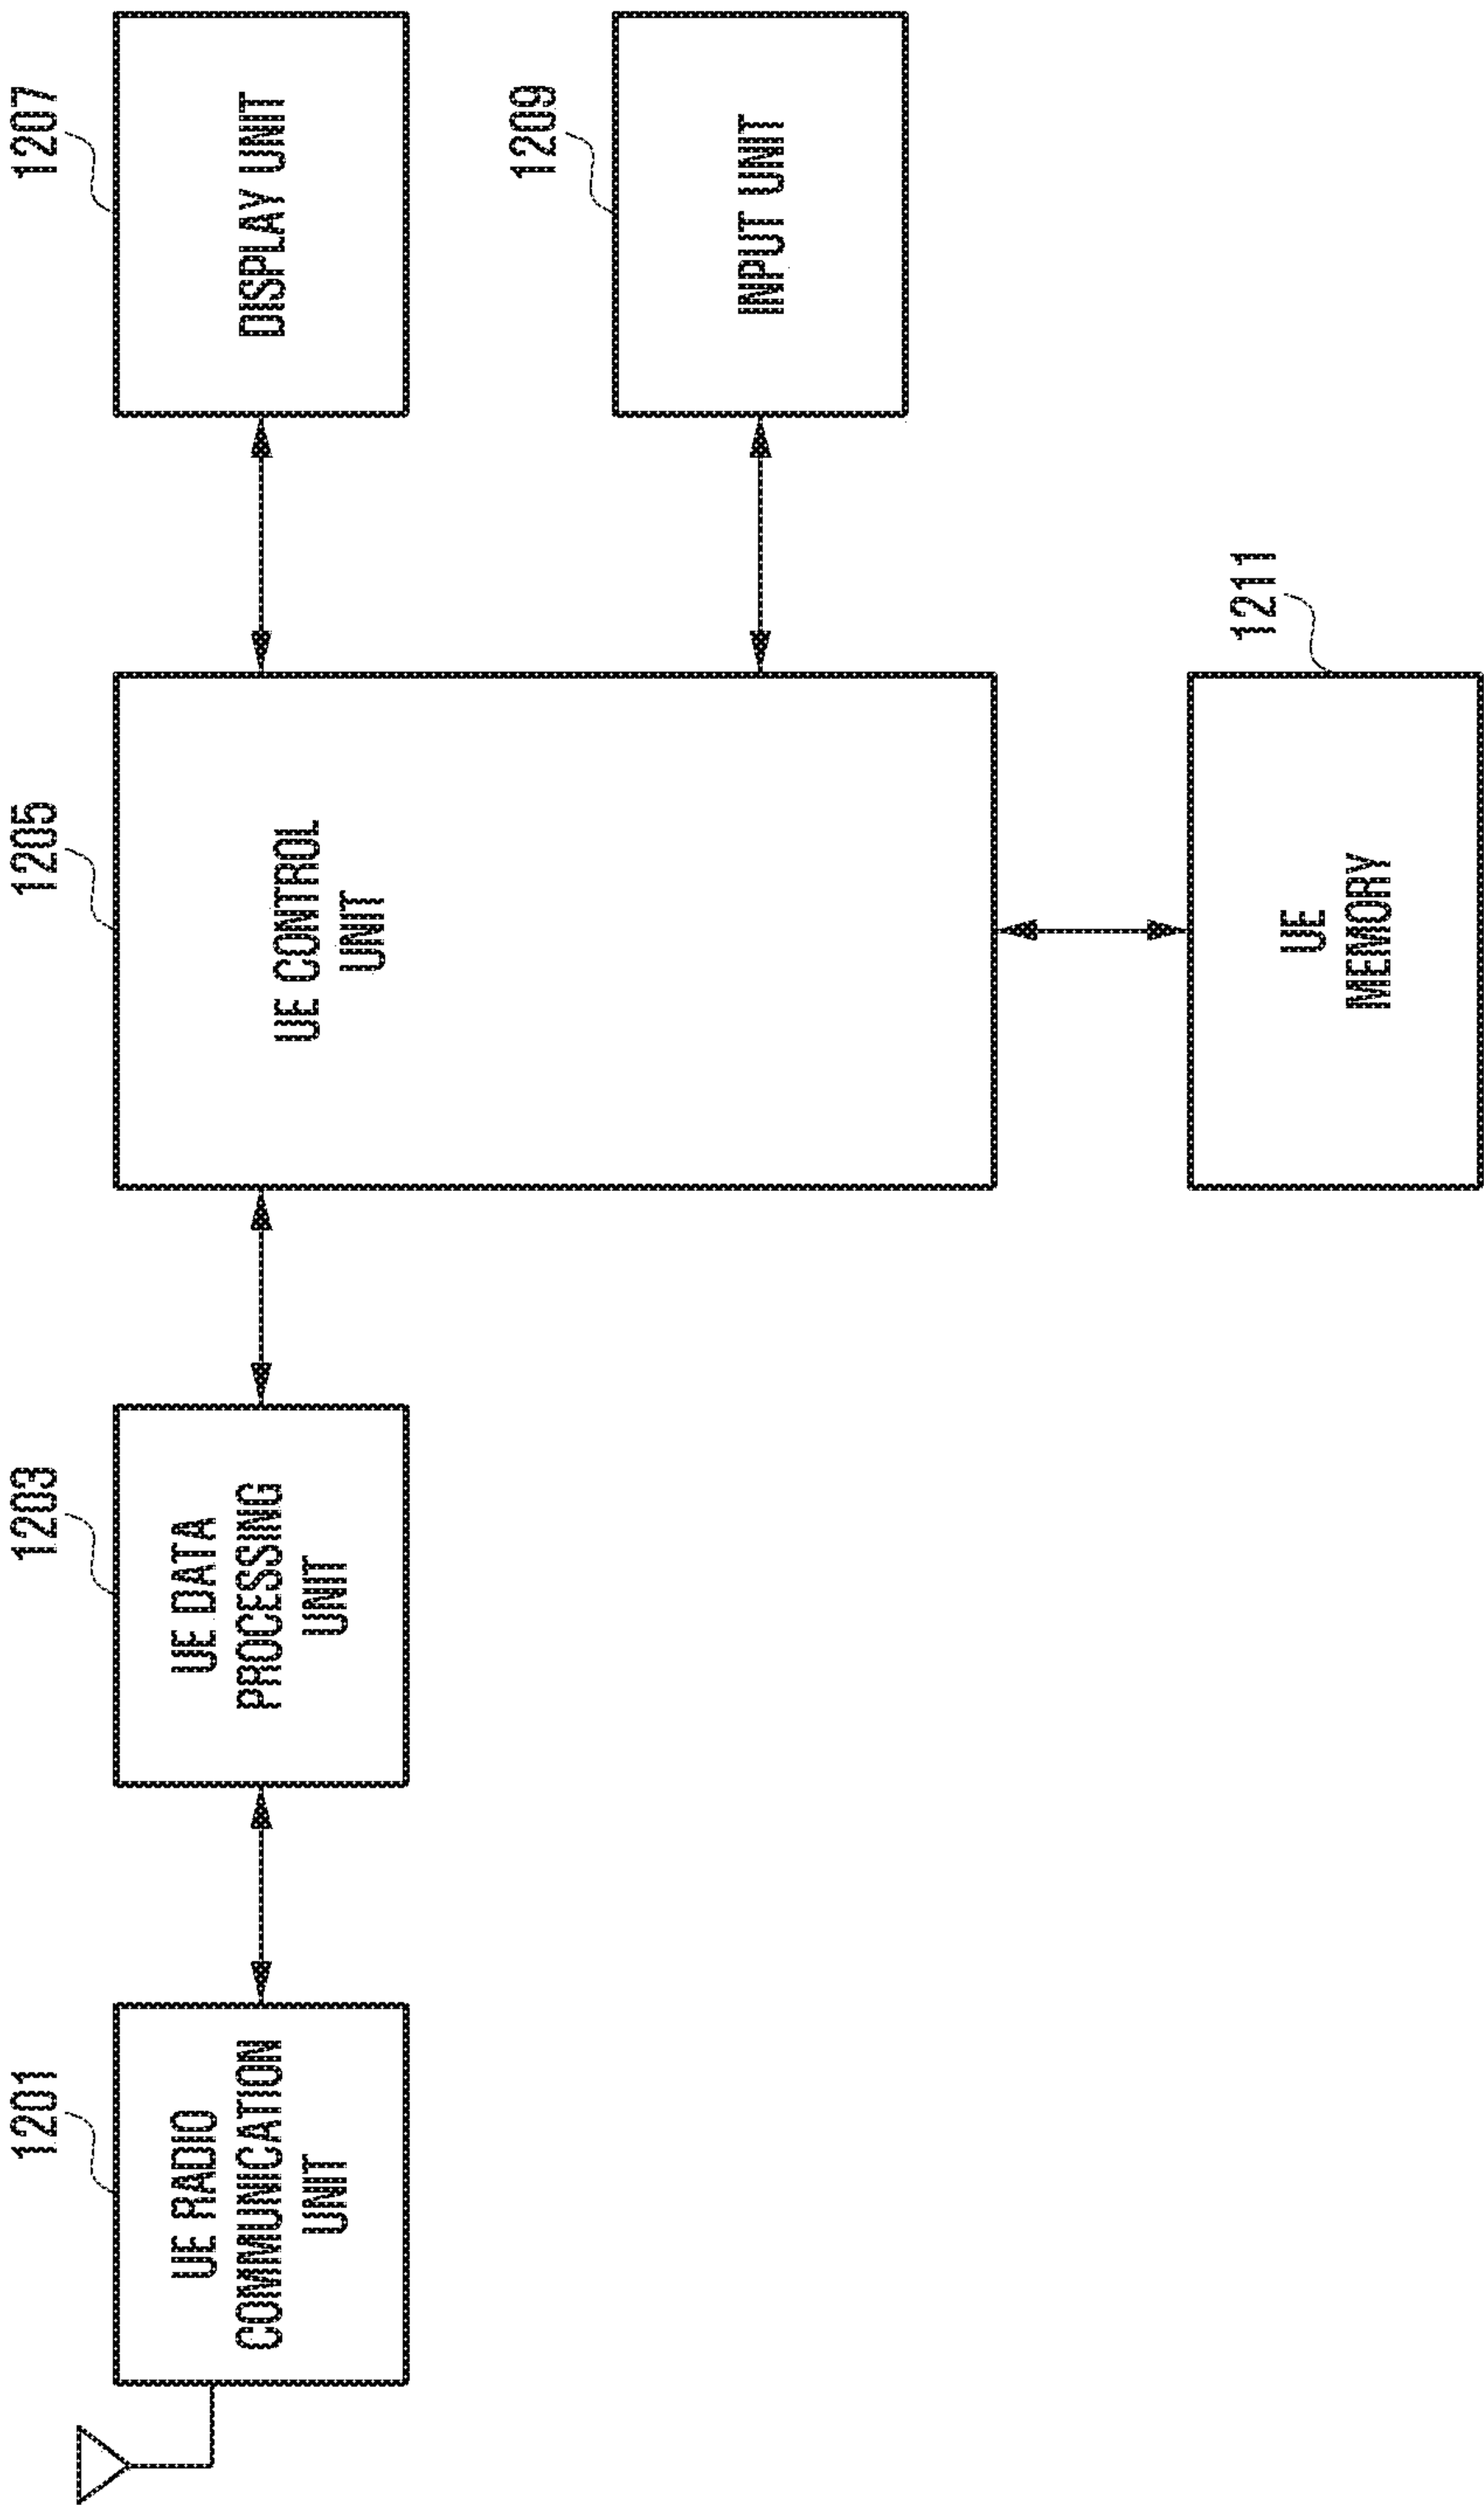 1201
UE RADIO
COMMUNICATION
UNIT
1203
UE DATA
PROCESSING
UNIT
1205
UE CONTROL
UNIT
1207
DISPLAY UNIT
1209
INPUT UNIT
1211
UE
MEMORY